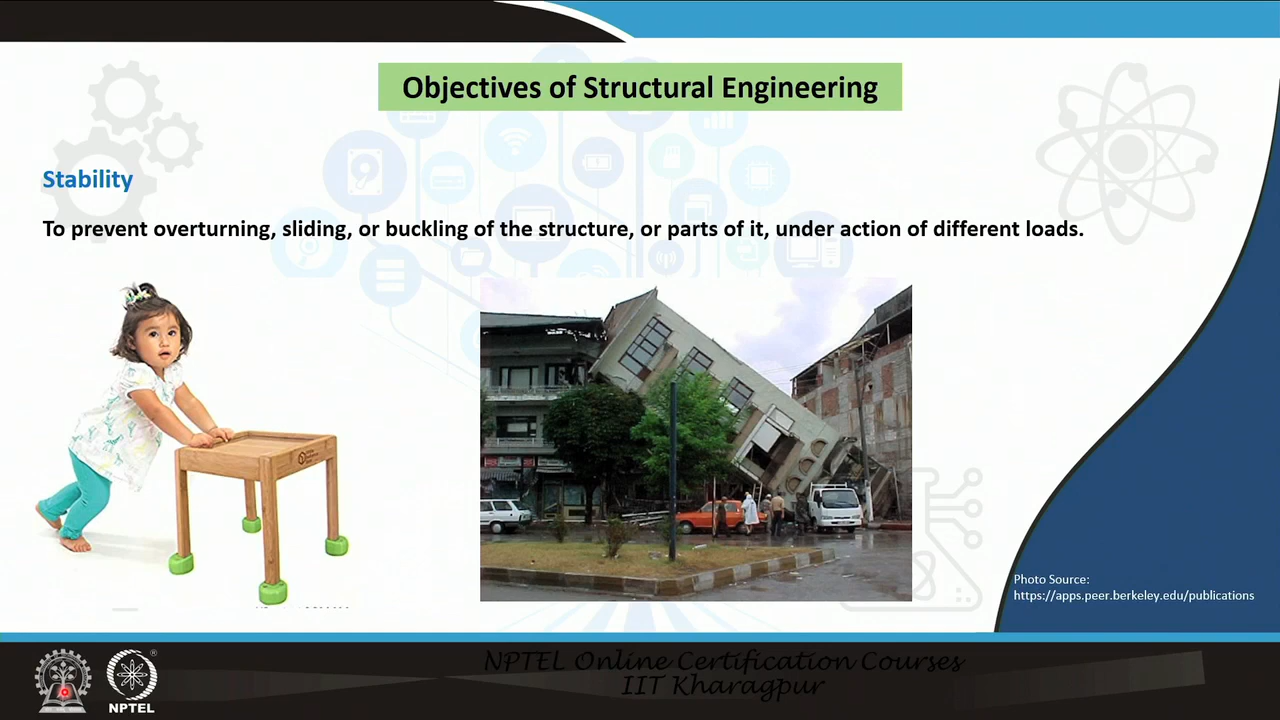 Objectives of Structural Engineering
Stability
To prevent overturning, sliding, or buckling of the structure, or parts of it, under action of different loads.
Photo Source:
https://apps.peer.berkeley.edu/publications
NPTEL Online Certification Courses
IIT Kharagpur
NPTEL